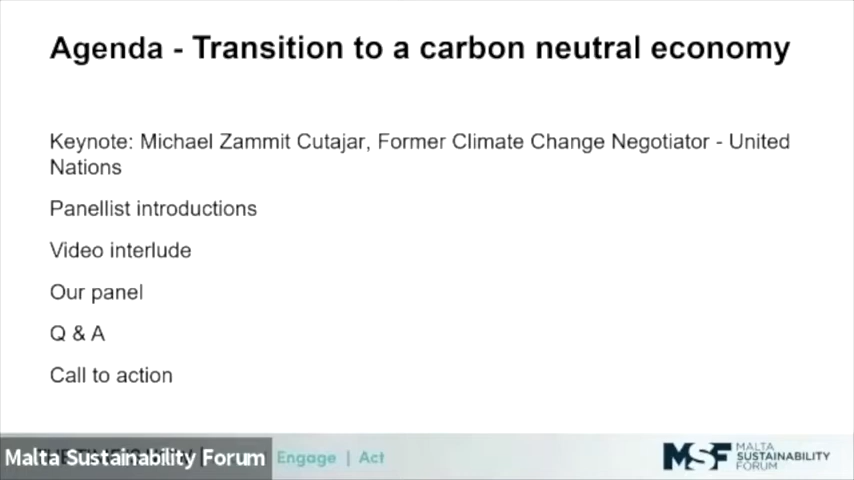 Agenda - Transition to a carbon neutral economy
Keynote: Michael Zammit Cutajar, Former Climate Change Negotiator - United
Nations
Panellist introductions
Video interlude
Our panel
Q & A
Call to action
Malta Sustainability Forum
Engage | Act
MSF
MALTA
SUSTAINABILITY
FORUM